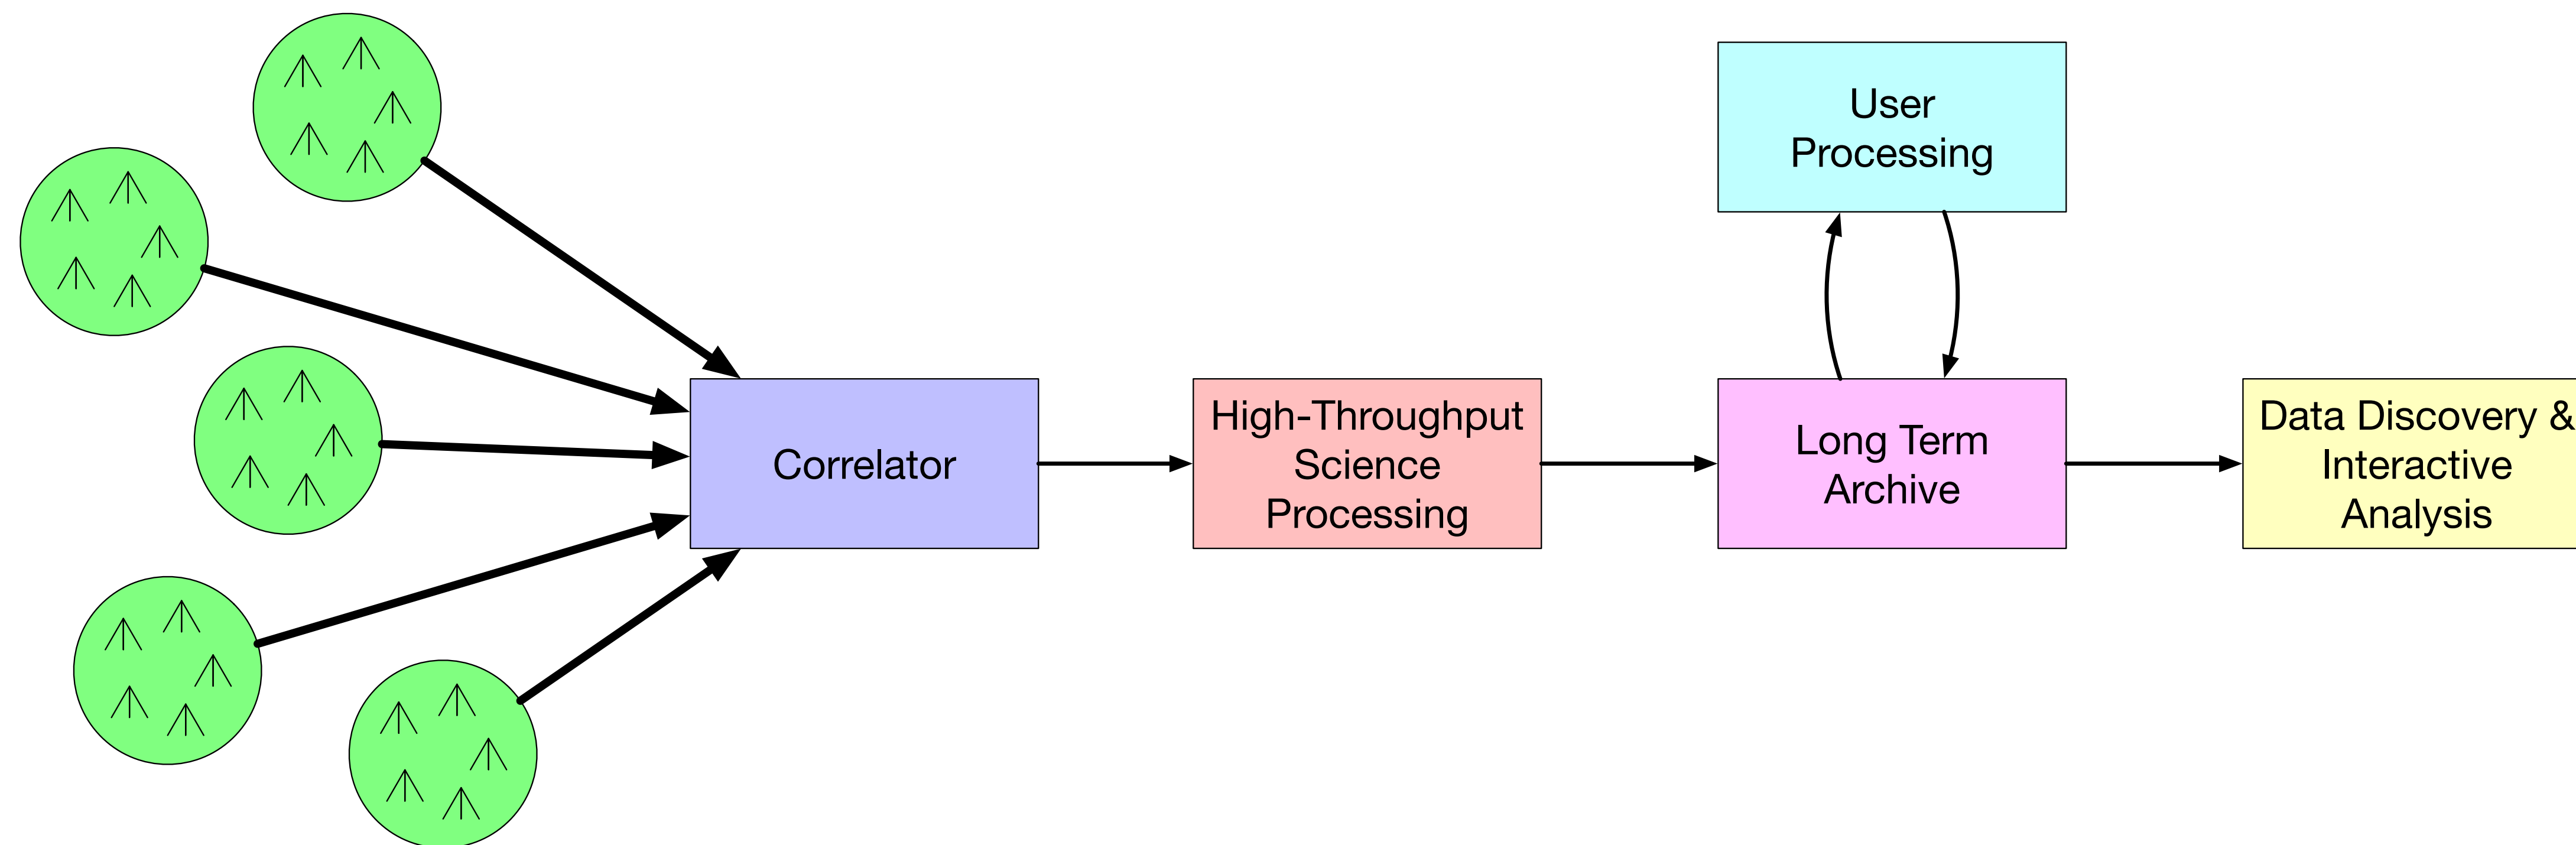 User
Processing
Correlator
High-Throughput
Science
Processing
Long Term
Archive
Data Discovery &
Interactive
Analysis